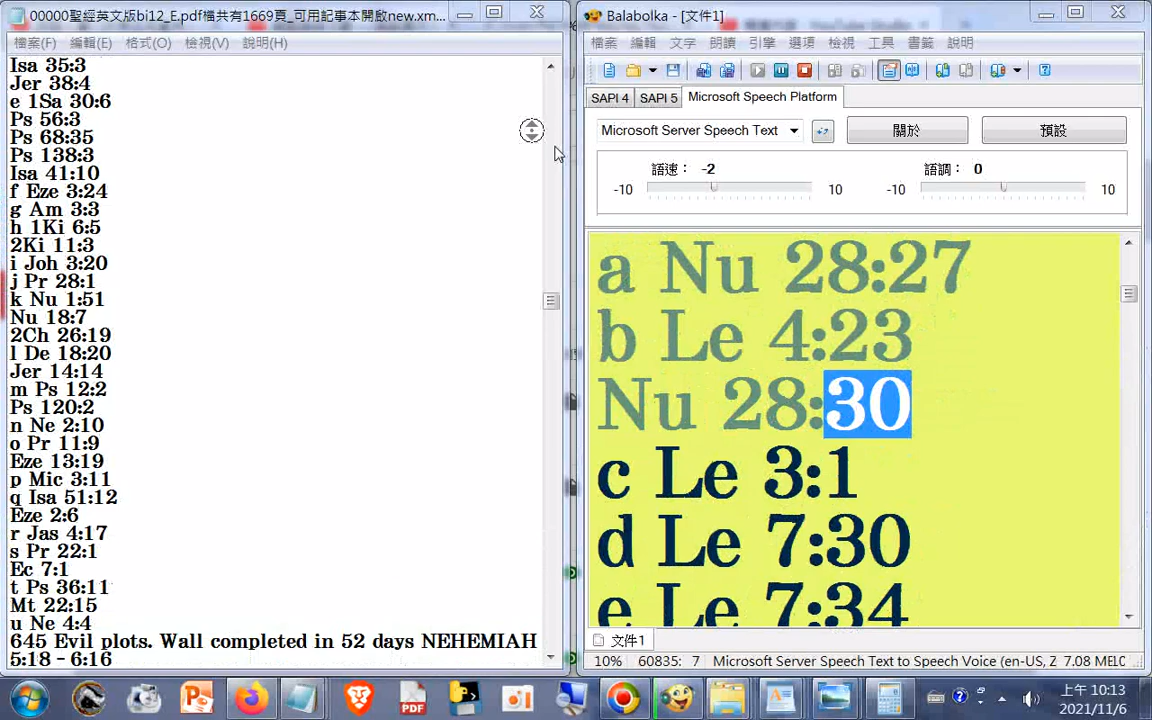 00000聖經英文版bi12_E.pdf檔共有1669頁_可用記事本開啟new.xm...
檔案(F) 編輯(E) 格式(O) 檢視(V) 說明(H)
Isa 35:3
Jer 38:4
e 1Sa 30:6
Ps 56:3
Ps 68:35
Ps 138:3
Isa 41:10
f Eze 3:24
g Am 3:3
h 1Ki 6:5
2Ki 11:3
i Joh 3:20
j Pr 28:1
k Nu 1:51
Nu 18:7
2Ch 26:19
l De 18:20
Jer 14:14
m Ps 12:2
Ps 120:2
n Ne 2:10
o Pr 11:9
Eze 13:19
p Mic 3:11
q Isa 51:12
Eze 2:6
r Jas 4:17
s Pr 22:1
Ec 7:1
t Ps 36:11
Mt 22:15
u Ne 4:4
645 Evil plots. Wall completed in 52 days NEHEMIAH
5:18 - 6:16
Balabolka - [文件1]
檔案 編輯 文字 朗讀 引擎 選項 檢視 工具 書籤 說明
SAPI 4 SAPI 5 Microsoft Speech Platform
Microsoft Server Speech Text 關於 預設
語速： -2 語調： 0
-10 10 -10 10
a Nu 28:27
b Le 4:23
Nu 28:30
c Le 3:1
d Le 7:30
e Le 7:34
文件1
10% 60835: 7 Microsoft Server Speech Text to Speech Voice (en-US, Z 7.08 MELO
PDF
上午 10:13
2021/11/6